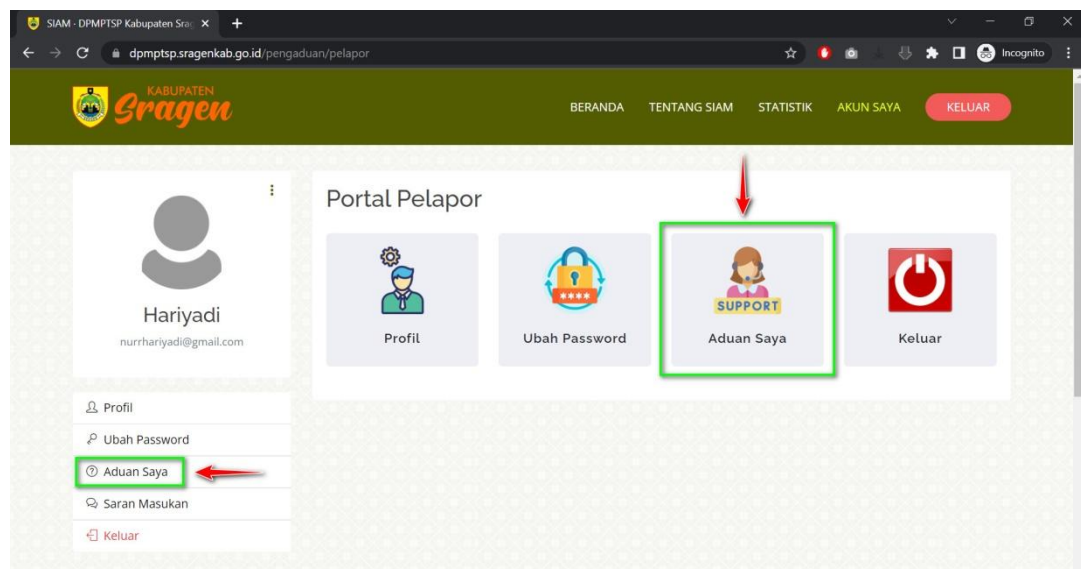 SIAM - DPMPTSP Kabupaten Srag
dpmptsp.sragenkab.go.id/pengaduan/pelapor
Incognito
KABUPATEN
Sragen
BERANDA TENTANG SIAM STATISTIK AKUN SAYA KELUAR
Portal Pelapor
Hariyadi
nurrhariyadi@gmail.com
****
SUPPORT
Profil Ubah Password Aduan Saya Keluar
Profil
Ubah Password
Aduan Saya
Saran Masukan
Keluar